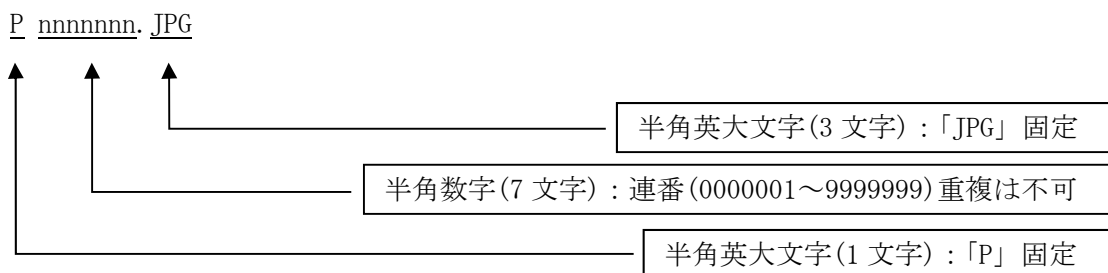 P nnnnnnn. JPG
半角英大文字(3 文字):「JPG」固定
半角数字(7 文字):連番(0000001～9999999)重複は不可
半角英大文字(1 文字):「P」固定